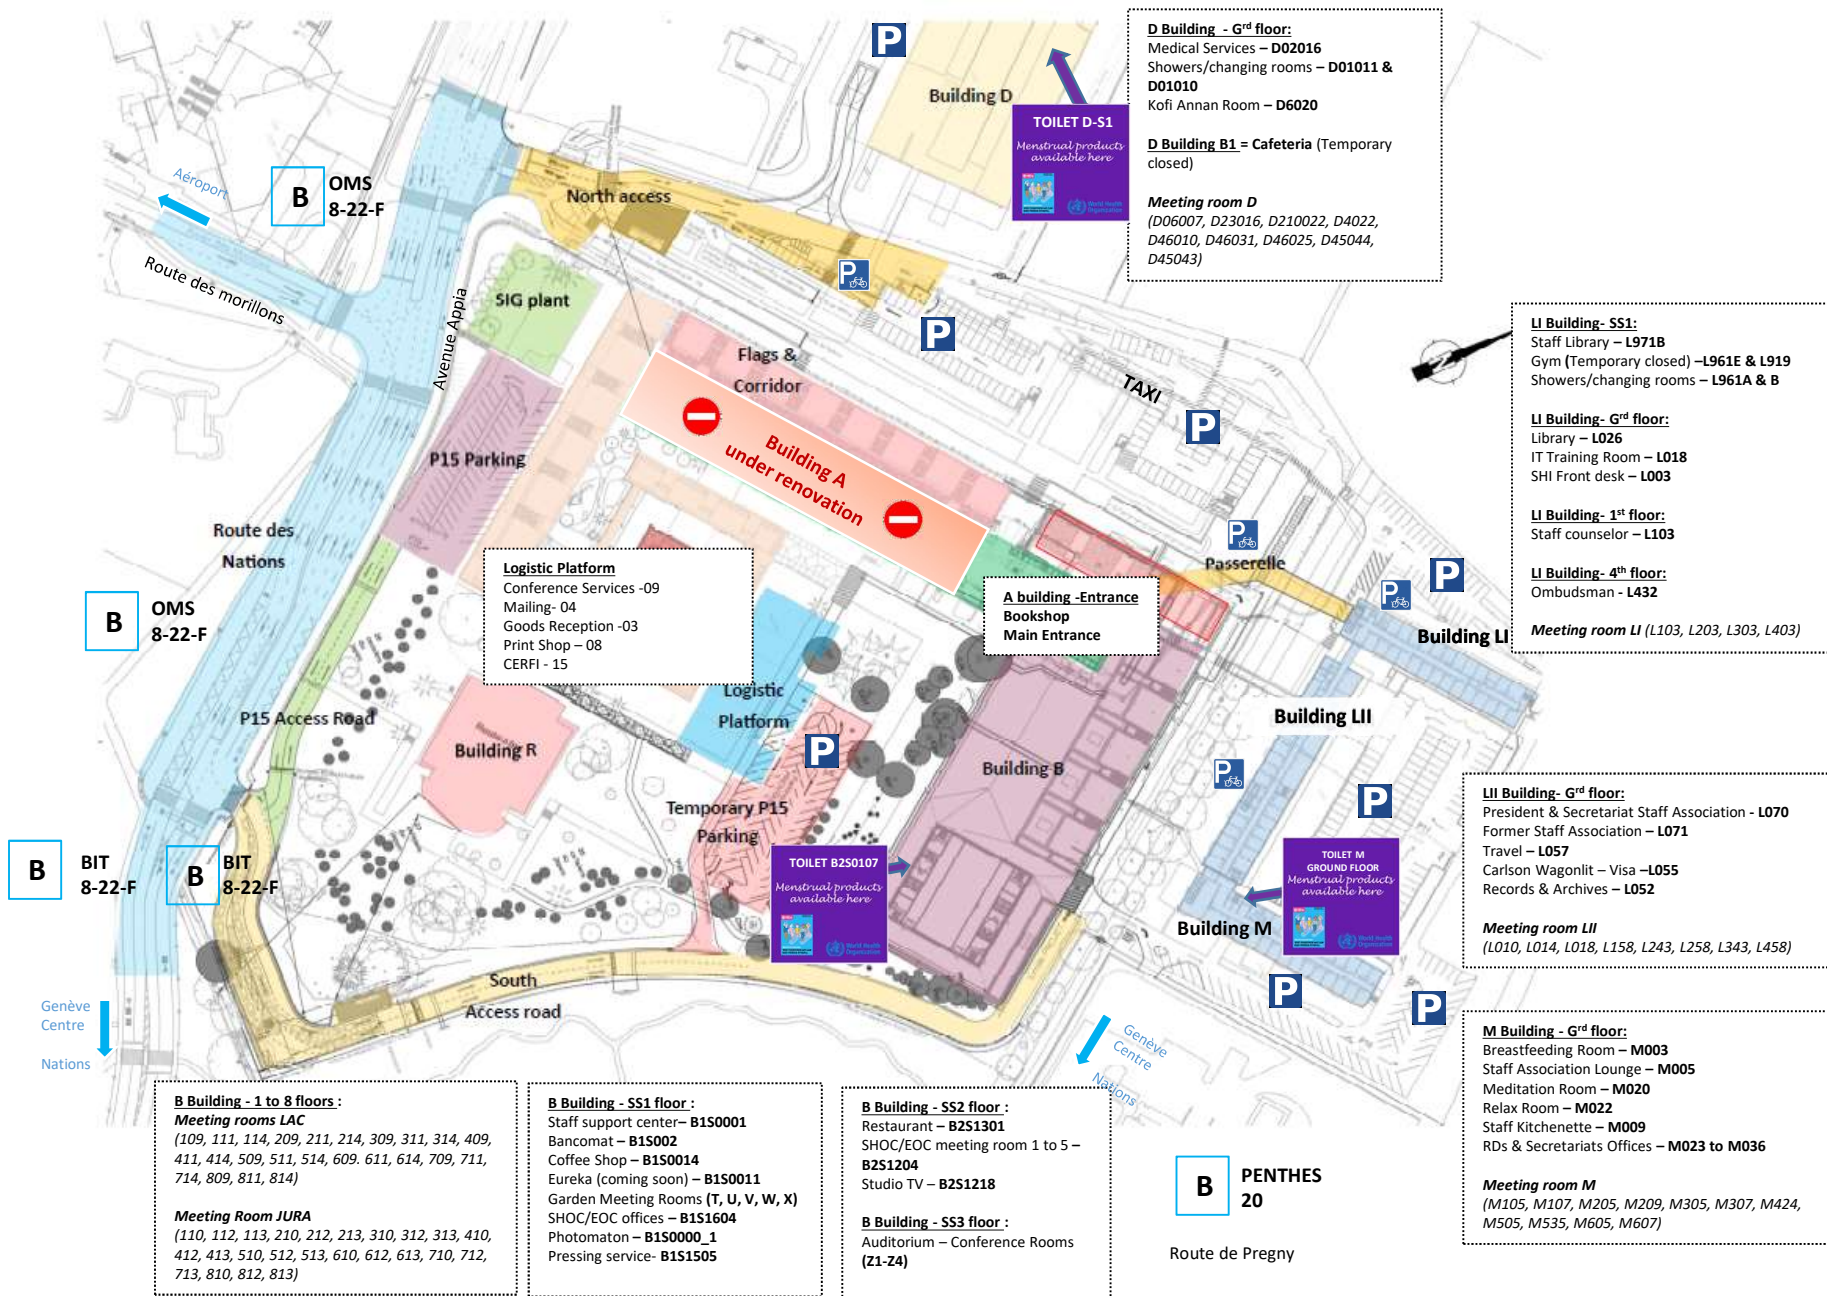 P
D Building - Grd floor:
Medical Services – D02016
Showers/changing rooms – D01011 &
D01010
Kofi Annan Room – D6020
D Building B1 = Cafeteria (Temporary
closed)
Meeting room D
(D06007, D23016, D210022, D4022,
D46010, D46031, D46025, D45044,
D45043)
Building D
TOILET D-S1
Menstrual products
available here
World Health
Organization
Aéroport
B
OMS
8-22-F
North access
Route des morillons
Avenue Appia
SIG plant
P
P
Flags &
Corridor
TAXI
P
LI Building- SS1:
Staff Library – L971B
Gym (Temporary closed) –L961E & L919
Showers/changing rooms – L961A & B
LI Building- Grd floor:
Library – L026
IT Training Room – L018
SHI Front desk – L003
LI Building- 1st floor:
Staff counselor – L103
LI Building- 4th floor:
Ombudsman - L432
Meeting room LI (L103, L203, L303, L403)
P15 Parking
Building A
under renovation
Route des
Nations
P
Passerelle
P
P
Logistic Platform
Conference Services -09
Mailing- 04
Goods Reception -03
Print Shop – 08
CERFI - 15
A building -Entrance
Bookshop
Main Entrance
B
OMS
8-22-F
Building LI
Logistic
Platform
P15 Access Road
Building R
P
Building LII
Building B
P
P
Temporary P15
Parking
LII Building- Grd floor:
President & Secretariat Staff Association - L070
Former Staff Association – L071
Travel – L057
Carlson Wagonlit – Visa –L055
Records & Archives – L052
Meeting room LII
(L010, L014, L018, L158, L243, L258, L343, L458)
B
BIT
8-22-F
B
BIT
8-22-F
TOILET B2S0107
Menstrual products
available here
World Health
Organization
TOILET M
GROUND FLOOR
Menstrual products
available here
World Health
Organization
Building M
South
Access road
P
P
Genève
Centre
Nations
Genève
Centre
Nations
M Building - Grd floor:
Breastfeeding Room – M003
Staff Association Lounge – M005
Meditation Room – M020
Relax Room – M022
Staff Kitchenette – M009
RDs & Secretariats Offices – M023 to M036
Meeting room M
(M105, M107, M205, M209, M305, M307, M424,
M505, M535, M605, M607)
B Building - 1 to 8 floors :
Meeting rooms LAC
(109, 111, 114, 209, 211, 214, 309, 311, 314, 409,
411, 414, 509, 511, 514, 609. 611, 614, 709, 711,
714, 809, 811, 814)
Meeting Room JURA
(110, 112, 113, 210, 212, 213, 310, 312, 313, 410,
412, 413, 510, 512, 513, 610, 612, 613, 710, 712,
713, 810, 812, 813)
B Building - SS1 floor :
Staff support center– B1S0001
Bancomat – B1S002
Coffee Shop – B1S0014
Eureka (coming soon) – B1S0011
Garden Meeting Rooms (T, U, V, W, X)
SHOC/EOC offices – B1S1604
Photomaton – B1S0000_1
Pressing service- B1S1505
B Building - SS2 floor :
Restaurant – B2S1301
SHOC/EOC meeting room 1 to 5 –
B2S1204
Studio TV – B2S1218
B Building - SS3 floor :
Auditorium – Conference Rooms
(Z1-Z4)
B
PENTHES
20
Route de Pregny